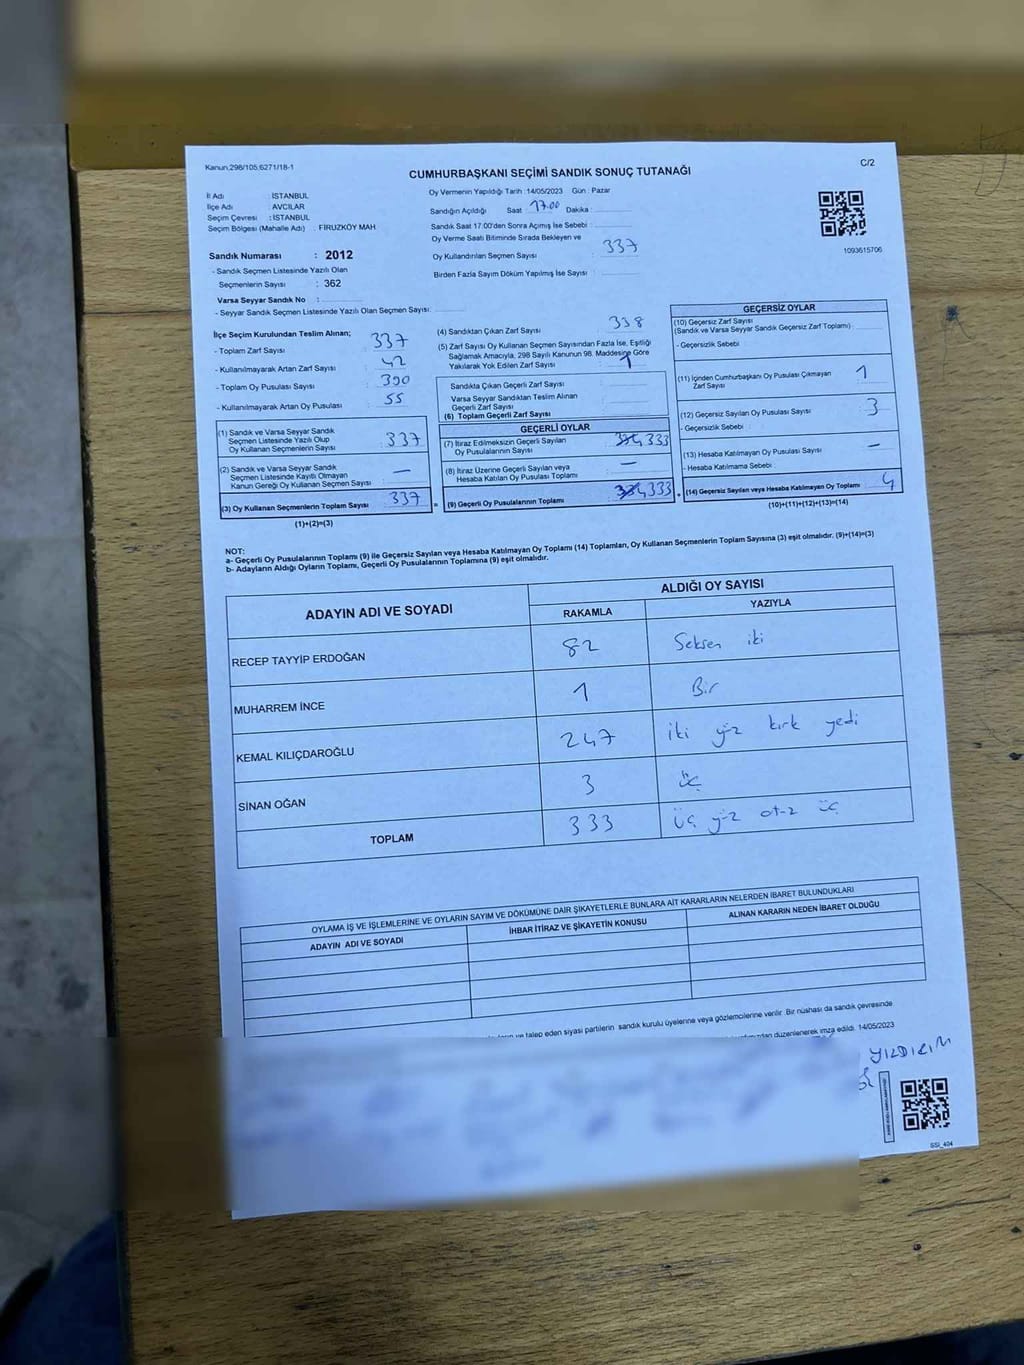 Kanun.298/105;6271/18-1
C/2
CUMHURBAŞKANI SEÇİMİ SANDIK SONUÇ TUTANAĞI
İl Adı : İSTANBUL
İlçe Adı : AVCILAR
Seçim Çevresi : İSTANBUL
Seçim Bölgesi (Mahalle Adı) : FİRUZKÖY MAH
Sandık Numarası : 2012
- Sandık Seçmen Listesinde Yazılı Olan
Seçmenlerin Sayısı : 362
Varsa Seyyar Sandık No :
- Seyyar Sandık Seçmen Listesinde Yazılı Olan Seçmen Sayısı:
Oy Vermenin Yapıldığı Tarih :14/05/2023 Gün : Pazar
Sandığın Açıldığı Saat 17.00 Dakika :
Sandık Saat 17.00'den Sonra Açımış İse Sebebi :
Oy Verme Saati Bitiminde Sırada Bekleyen ve
Oy Kullandırılan Seçmen Sayısı : 337
Birden Fazla Sayım Döküm Yapılmış İse Sayısı :
1093615706
İlçe Seçim Kurulundan Teslim Alınan;
- Toplam Zarf Sayısı : 337
- Kullanılmayarak Artan Zarf Sayısı : 42
- Toplam Oy Pusulası Sayısı : 390
- Kullanılmayarak Artan Oy Pusulası : 55
(1) Sandık ve Varsa Seyyar Sandık
Seçmen Listesinde Yazılı Olup
Oy Kullanan Seçmenlerin Sayısı : 337
(2) Sandık ve Varsa Seyyar Sandık
Seçmen Listesinde Kayıtlı Olmayan
Kanun Gereği Oy Kullanan Seçmen Sayısı : —
(3) Oy Kullanan Seçmenlerin Toplam Sayısı 337
(1)+(2)=(3)
(4) Sandıktan Çıkan Zarf Sayısı : 338
(5) Zarf Sayısı Oy Kullanan Seçmen Sayısından Fazla İse, Eşitliği
Sağlamak Amacıyla, 298 Sayılı Kanunun 98. Maddesine Göre
Yakılarak Yok Edilen Zarf Sayısı : 1
Sandıkta Çıkan Geçerli Zarf Sayısı :
Varsa Seyyar Sandıktan Teslim Alınan
Geçerli Zarf Sayısı :
(6) Toplam Geçerli Zarf Sayısı :
GEÇERLİ OYLAR
(7) İtiraz Edilmeksizin Geçerli Sayılan
Oy Pusulalarının Sayısı : 334 333
(8) İtiraz Üzerine Geçerli Sayılan veya
Hesaba Katılan Oy Pusulası Toplamı : —
= (9) Geçerli Oy Pusulalarının Toplamı : 334 333 +
GEÇERSİZ OYLAR
(10) Geçersiz Zarf Sayısı
(Sandık ve Varsa Seyyar Sandık Geçersiz Zarf Toplamı) :
- Geçersizlik Sebebi :
(11) İçinden Cumhurbaşkanı Oy Pusulası Çıkmayan
Zarf Sayısı : 1
(12) Geçersiz Sayılan Oy Pusulası Sayısı : 3
- Geçersizlik Sebebi :
(13) Hesaba Katılmayan Oy Pusulası Sayısı : —
- Hesaba Katılmama Sebebi :
(14) Geçersiz Sayılan veya Hesaba Katılmayan Oy Toplamı : 4
(10)+(11)+(12)+(13)=(14)
NOT:
a- Geçerli Oy Pusulalarının Toplamı (9) ile Geçersiz Sayılan veya Hesaba Katılmayan Oy Toplamı (14) Toplamları, Oy Kullanan Seçmenlerin Toplam Sayısına (3) eşit olmalıdır. (9)+(14)=(3)
b- Adayların Aldığı Oyların Toplamı, Geçerli Oy Pusulalarının Toplamına (9) eşit olmalıdır.
ADAYIN ADI VE SOYADI
ALDIĞI OY SAYISI
RAKAMLA YAZIYLA
RECEP TAYYİP ERDOĞAN 82 Seksen iki
MUHARREM İNCE 1 Bir
KEMAL KILIÇDAROĞLU 247 iki yüz kırk yedi
SİNAN OĞAN 3 üç
TOPLAM 333 üç yüz otuz üç
OYLAMA İŞ VE İŞLEMLERİNE VE OYLARIN SAYIM VE DÖKÜMÜNE DAİR ŞİKAYETLERLE BUNLARA AİT KARARLARIN NELERDEN İBARET BULUNDUKLARI
ADAYIN ADI VE SOYADI İHBAR İTİRAZ VE ŞİKAYETİN KONUSU ALINAN KARARIN NEDEN İBARET OLDUĞU
ve talep eden siyasi partilerin sandık kurulu üyelerine veya gözlemcilerine verilir. Bir nüshası da sandık çevresinde
düzenlenerek imza edildi. 14/05/2023
YILDIRIM
SSİ_404